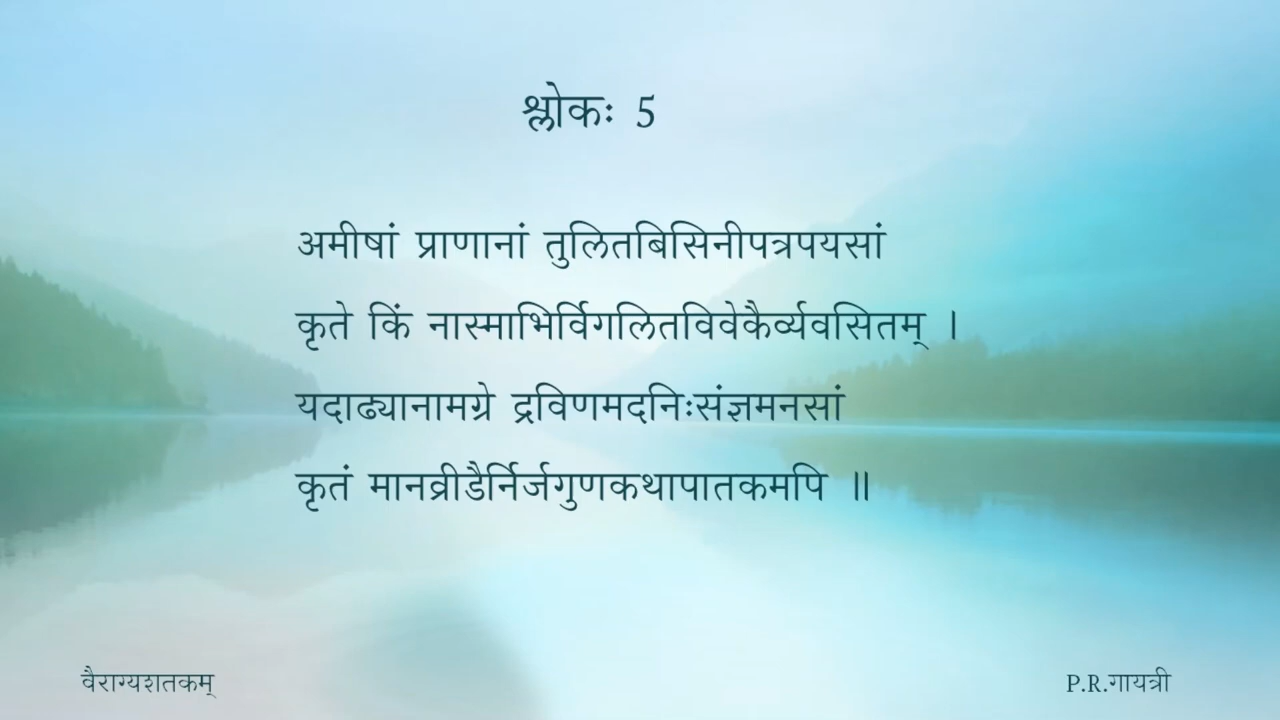 श्लोकः 5
अमीषां प्राणानां तुलितबिसिनीपत्रपयसां
कृते किं नास्माभिर्विगलितविवेकैर्व्यवसितम् ।
यदाढ्यानामग्रे द्रविणमदनिःसंज्ञमनसां
कृतं मानव्रीडैर्निर्जगुणकथापातकमपि ॥
वैराग्यशतकम्
P.R.गायत्री